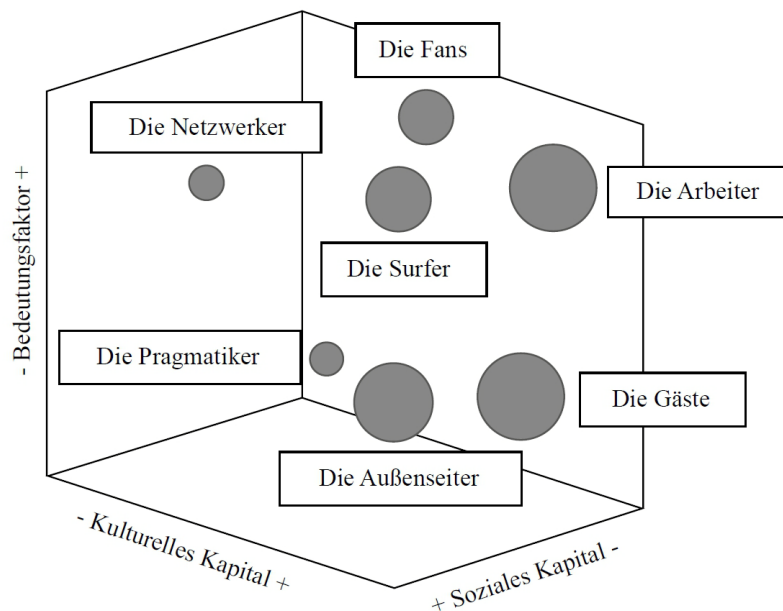 Die Fans
Die Netzwerker
Die Arbeiter
Die Surfer
- Bedeutungsfaktor +
Die Pragmatiker
Die Gäste
Die Außenseiter
- Kulturelles Kapital +
+ Soziales Kapital -